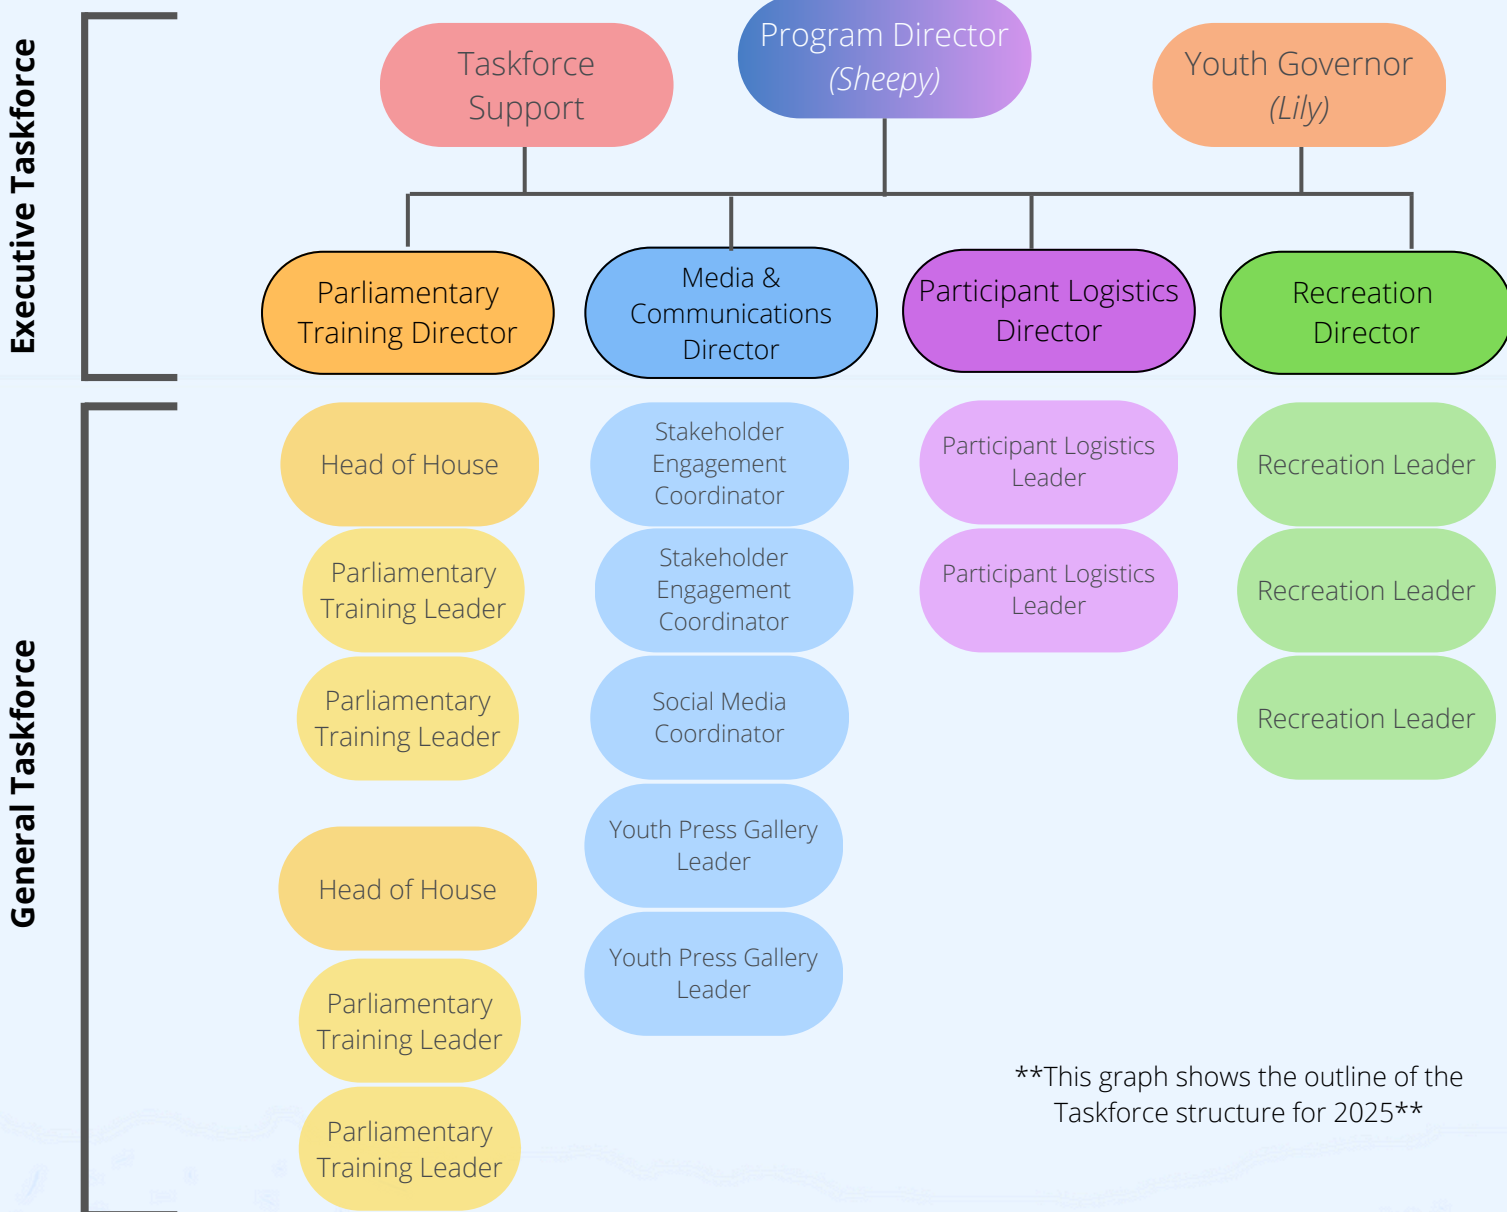 Executive Taskforce
Taskforce
Support
Program Director
(Sheepy)
Youth Governor
(Lily)
Parliamentary
Training Director
Media &
Communications
Director
Participant Logistics
Director
Recreation
Director
General Taskforce
Head of House
Parliamentary
Training Leader
Parliamentary
Training Leader
Head of House
Parliamentary
Training Leader
Parliamentary
Training Leader
Stakeholder
Engagement
Coordinator
Stakeholder
Engagement
Coordinator
Social Media
Coordinator
Youth Press Gallery
Leader
Youth Press Gallery
Leader
Participant Logistics
Leader
Participant Logistics
Leader
Recreation Leader
Recreation Leader
Recreation Leader
**This graph shows the outline of the
Taskforce structure for 2025**